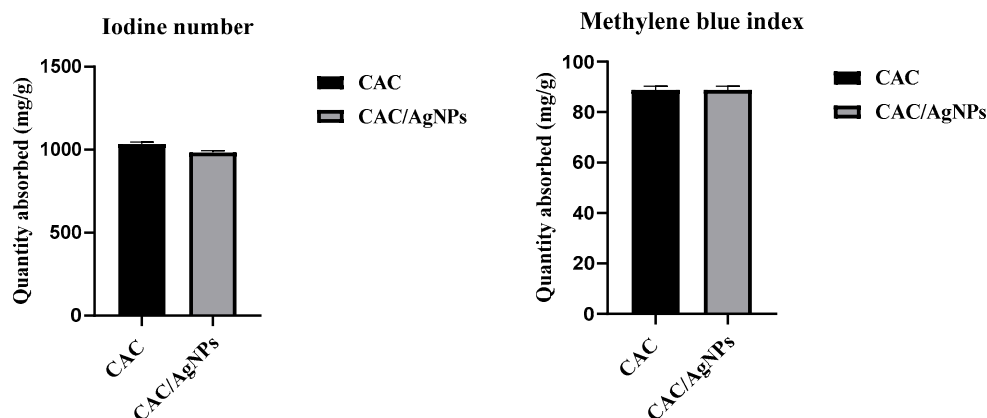 Iodine number
Quantity absorbed (mg/g)
1500
1000
500
0
CAC
CAC/AgNPs
CAC
CAC/AgNPs
Methylene blue index
Quantity absorbed (mg/g)
100
80
60
40
20
0
CAC
CAC/AgNPs
CAC
CAC/AgNPs